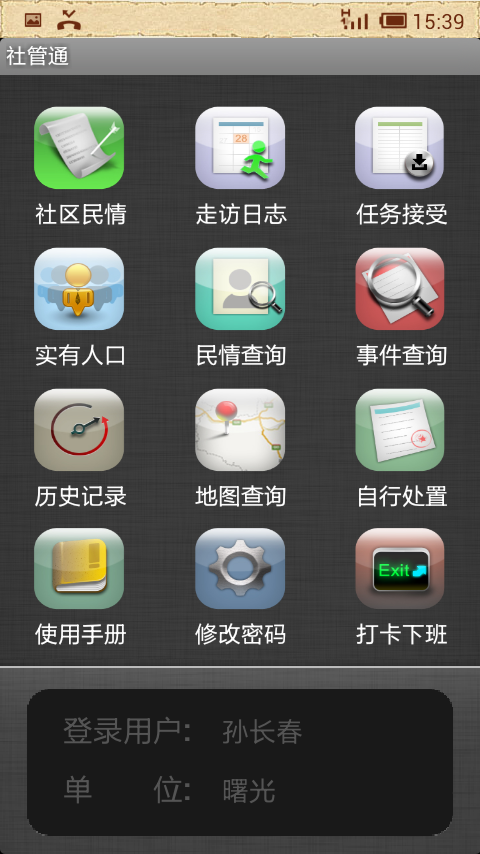 15:39
社管通
28
社区民情 走访日志 任务接受
实有人口 民情查询 事件查询
历史记录 地图查询 自行处置
Exit
使用手册 修改密码 打卡下班
登录用户: 孙长春
单 位: 曙光